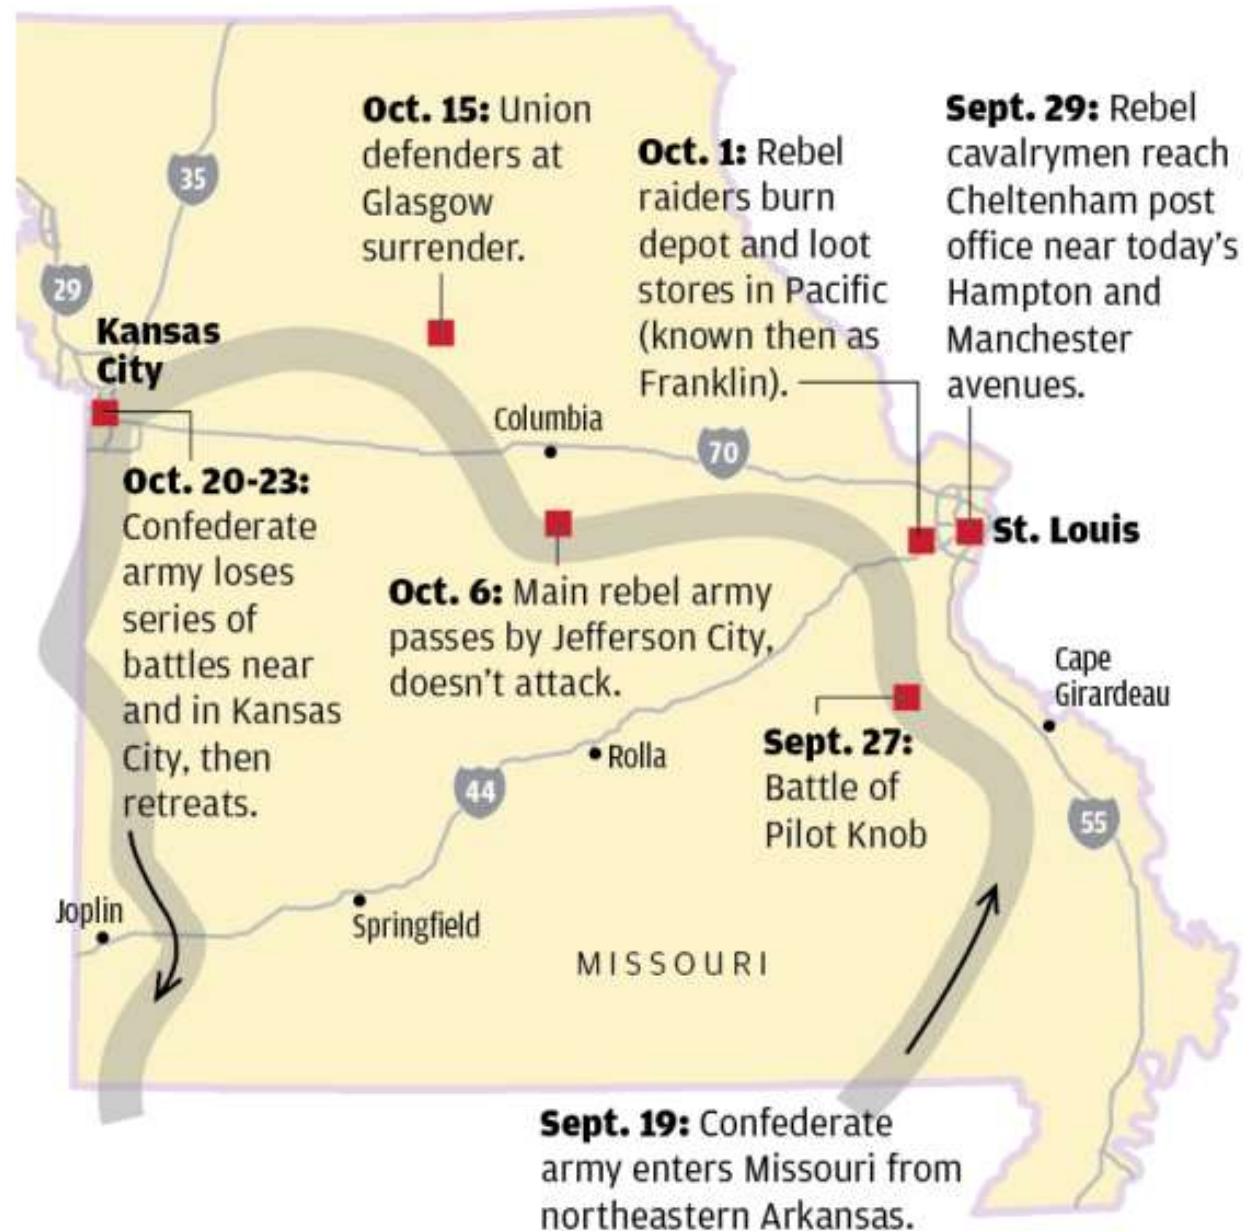 Oct. 15: Union
defenders at
Glasgow
surrender.
Oct. 1: Rebel
raiders burn
depot and loot
stores in Pacific
(known then as
Franklin).
Sept. 29: Rebel
cavalrymen reach
Cheltenham post
office near today's
Hampton and
Manchester
avenues.
35
29
Kansas
City
Columbia
70
Oct. 20-23:
Confederate
army loses
series of
battles near
and in Kansas
City, then
retreats.
St. Louis
Oct. 6: Main rebel army
passes by Jefferson City,
doesn't attack.
Cape
Girardeau
Rolla
Sept. 27:
Battle of
Pilot Knob
44
55
Joplin
Springfield
MISSOURI
Sept. 19: Confederate
army enters Missouri from
northeastern Arkansas.